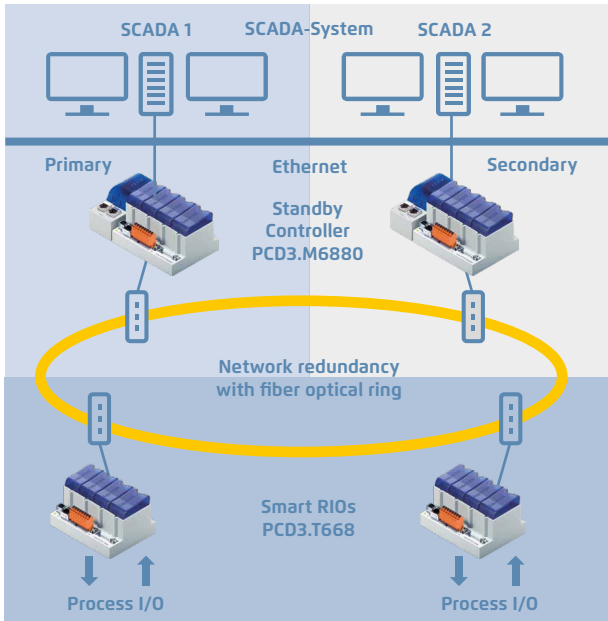 SCADA 1
SCADA-System
SCADA 2
Primary
Ethernet
Secondary
Standby
Controller
PCD3.M6880
Network redundancy
with fiber optical ring
Smart RIOs
PCD3.T668
Process I/O
Process I/O